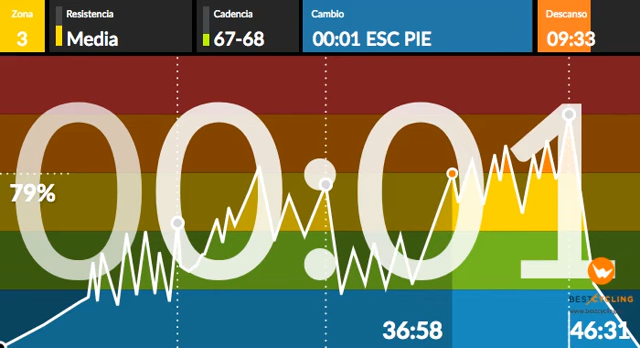 Zona
3
Resistencia
Media
Cadencia
67-68
Cambio
00:01 ESC PIE
Descanso
09:33
00:01
79%
BESTCYCLING
36:58
46:31